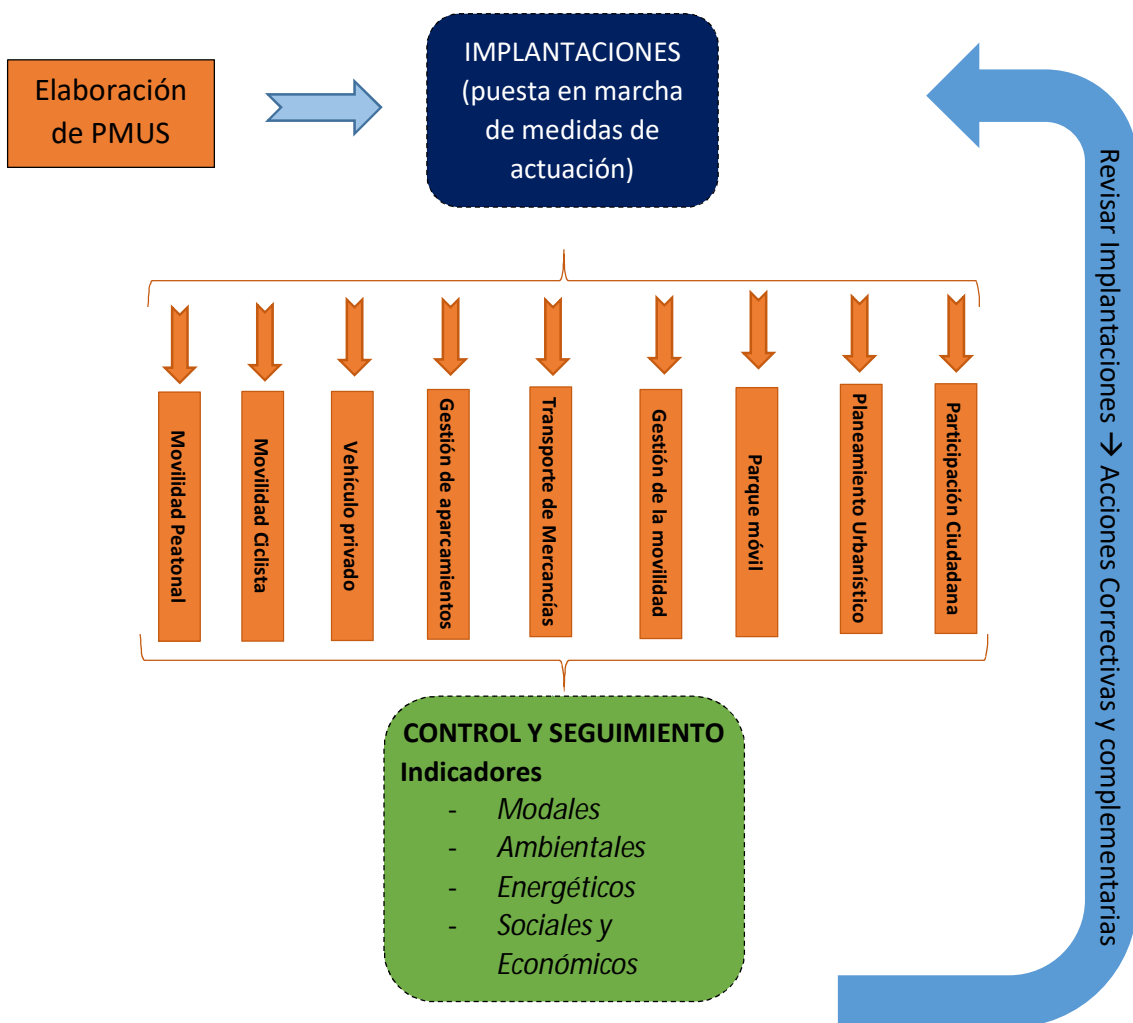 Elaboración
de PMUS
IMPLANTACIONES
(puesta en marcha
de medidas de
actuación)
Movilidad Peatonal
Movilidad Ciclista
Vehículo privado
Gestión de aparcamientos
Transporte de Mercancías
Gestión de la movilidad
Parque móvil
Planeamiento Urbanístico
Participación Ciudadana
CONTROL Y SEGUIMIENTO
Indicadores
- Modales
- Ambientales
- Energéticos
- Sociales y
Económicos
Revisar Implantaciones → Acciones Correctivas y complementarias